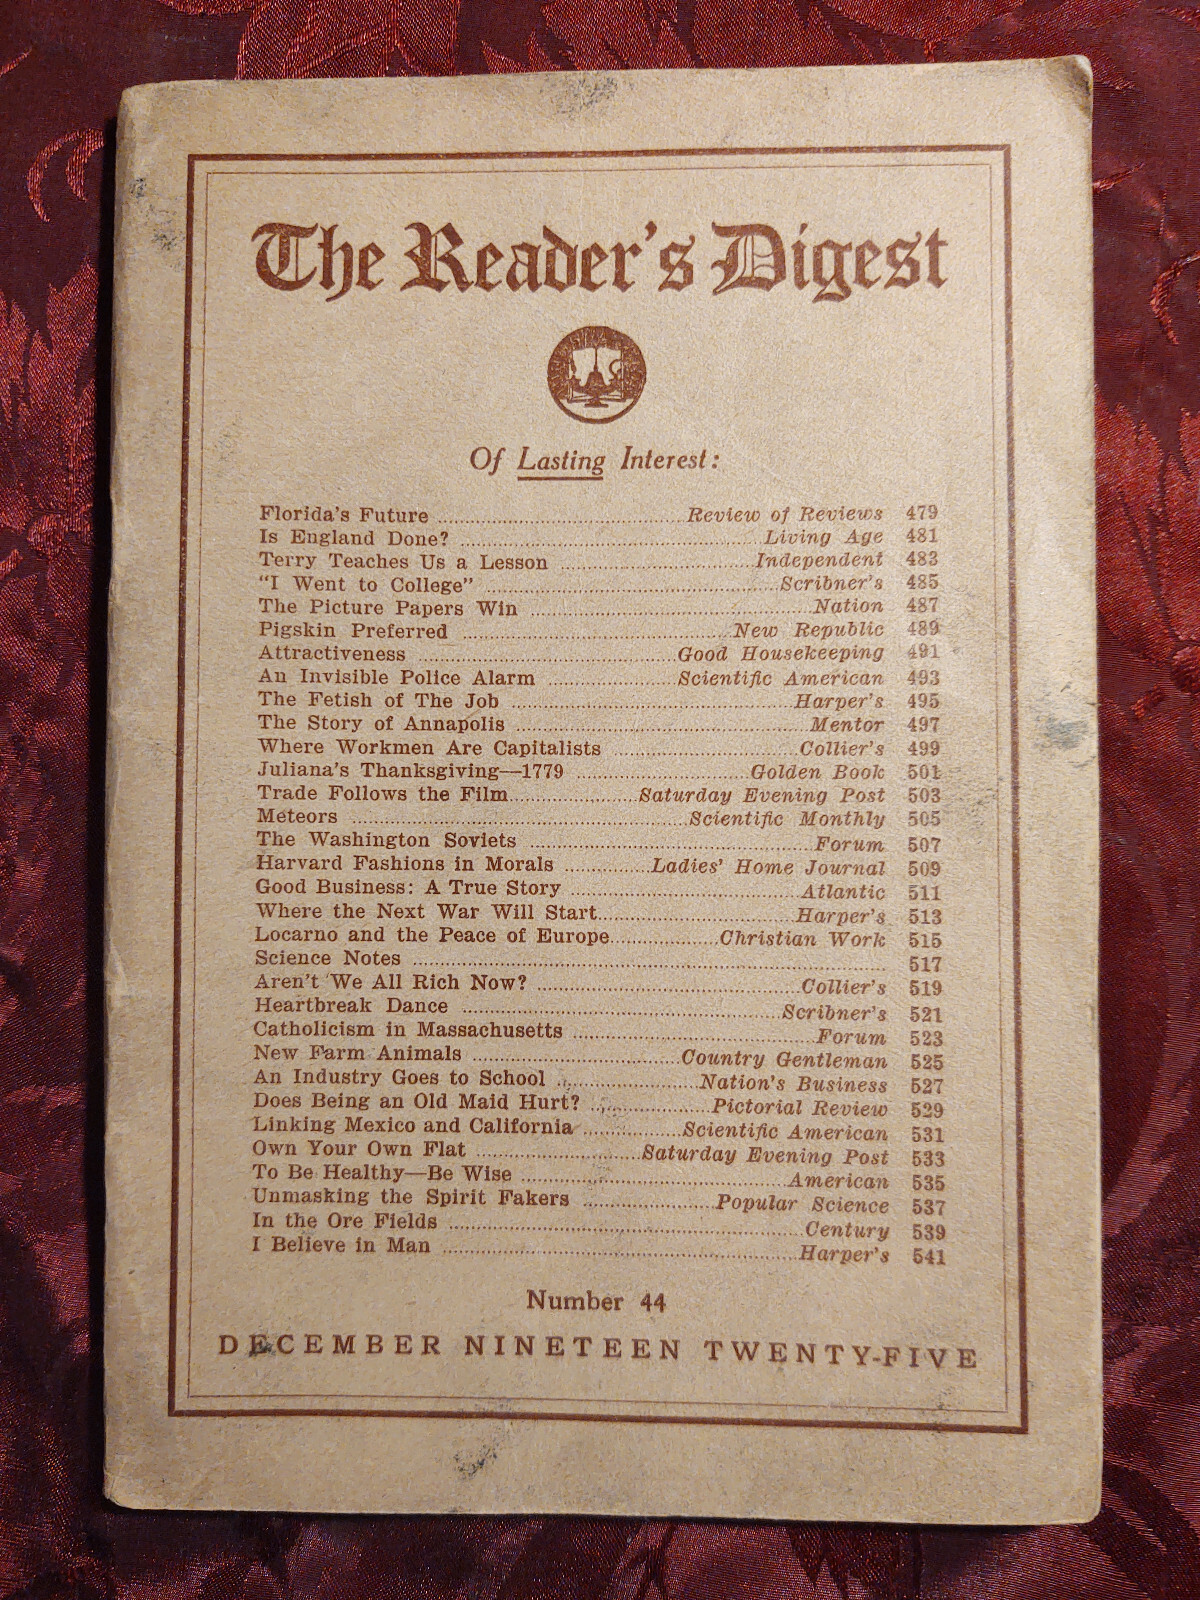 The Reader's Digest
Of Lasting Interest:
Florida's Future ........ Review of Reviews 479
Is England Done? ........ Living Age 481
Terry Teaches Us a Lesson ........ Independent 483
"I Went to College" ........ Scribner's 485
The Picture Papers Win ........ Nation 487
Pigskin Preferred ........ New Republic 489
Attractiveness ........ Good Housekeeping 491
An Invisible Police Alarm ........ Scientific American 493
The Fetish of The Job ........ Harper's 495
The Story of Annapolis ........ Mentor 497
Where Workmen Are Capitalists ........ Collier's 499
Juliana's Thanksgiving—1779 ........ Golden Book 501
Trade Follows the Film ........ Saturday Evening Post 503
Meteors ........ Scientific Monthly 505
The Washington Soviets ........ Forum 507
Harvard Fashions in Morals ........ Ladies' Home Journal 509
Good Business: A True Story ........ Atlantic 511
Where the Next War Will Start ........ Harper's 513
Locarno and the Peace of Europe ........ Christian Work 515
Science Notes ........ 517
Aren't We All Rich Now? ........ Collier's 519
Heartbreak Dance ........ Scribner's 521
Catholicism in Massachusetts ........ Forum 523
New Farm Animals ........ Country Gentleman 525
An Industry Goes to School ........ Nation's Business 527
Does Being an Old Maid Hurt? ........ Pictorial Review 529
Linking Mexico and California ........ Scientific American 531
Own Your Own Flat ........ Saturday Evening Post 533
To Be Healthy—Be Wise ........ American 535
Unmasking the Spirit Fakers ........ Popular Science 537
In the Ore Fields ........ Century 539
I Believe in Man ........ Harper's 541
Number 44
DECEMBER NINETEEN TWENTY-FIVE